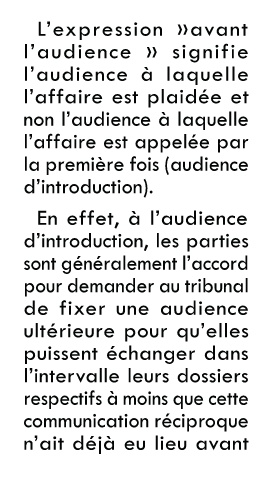 L'expression »avant
l'audience » signifie
l'audience à laquelle
l'affaire est plaidée et
non l'audience à laquelle
l'affaire est appelée par
la première fois (audience
d'introduction).
En effet, à l'audience
d'introduction, les parties
sont généralement l'accord
pour demander au tribunal
de fixer une audience
ultérieure pour qu'elles
puissent échanger dans
l'intervalle leurs dossiers
respectifs à moins que cette
communication réciproque
n'ait déjà eu lieu avant